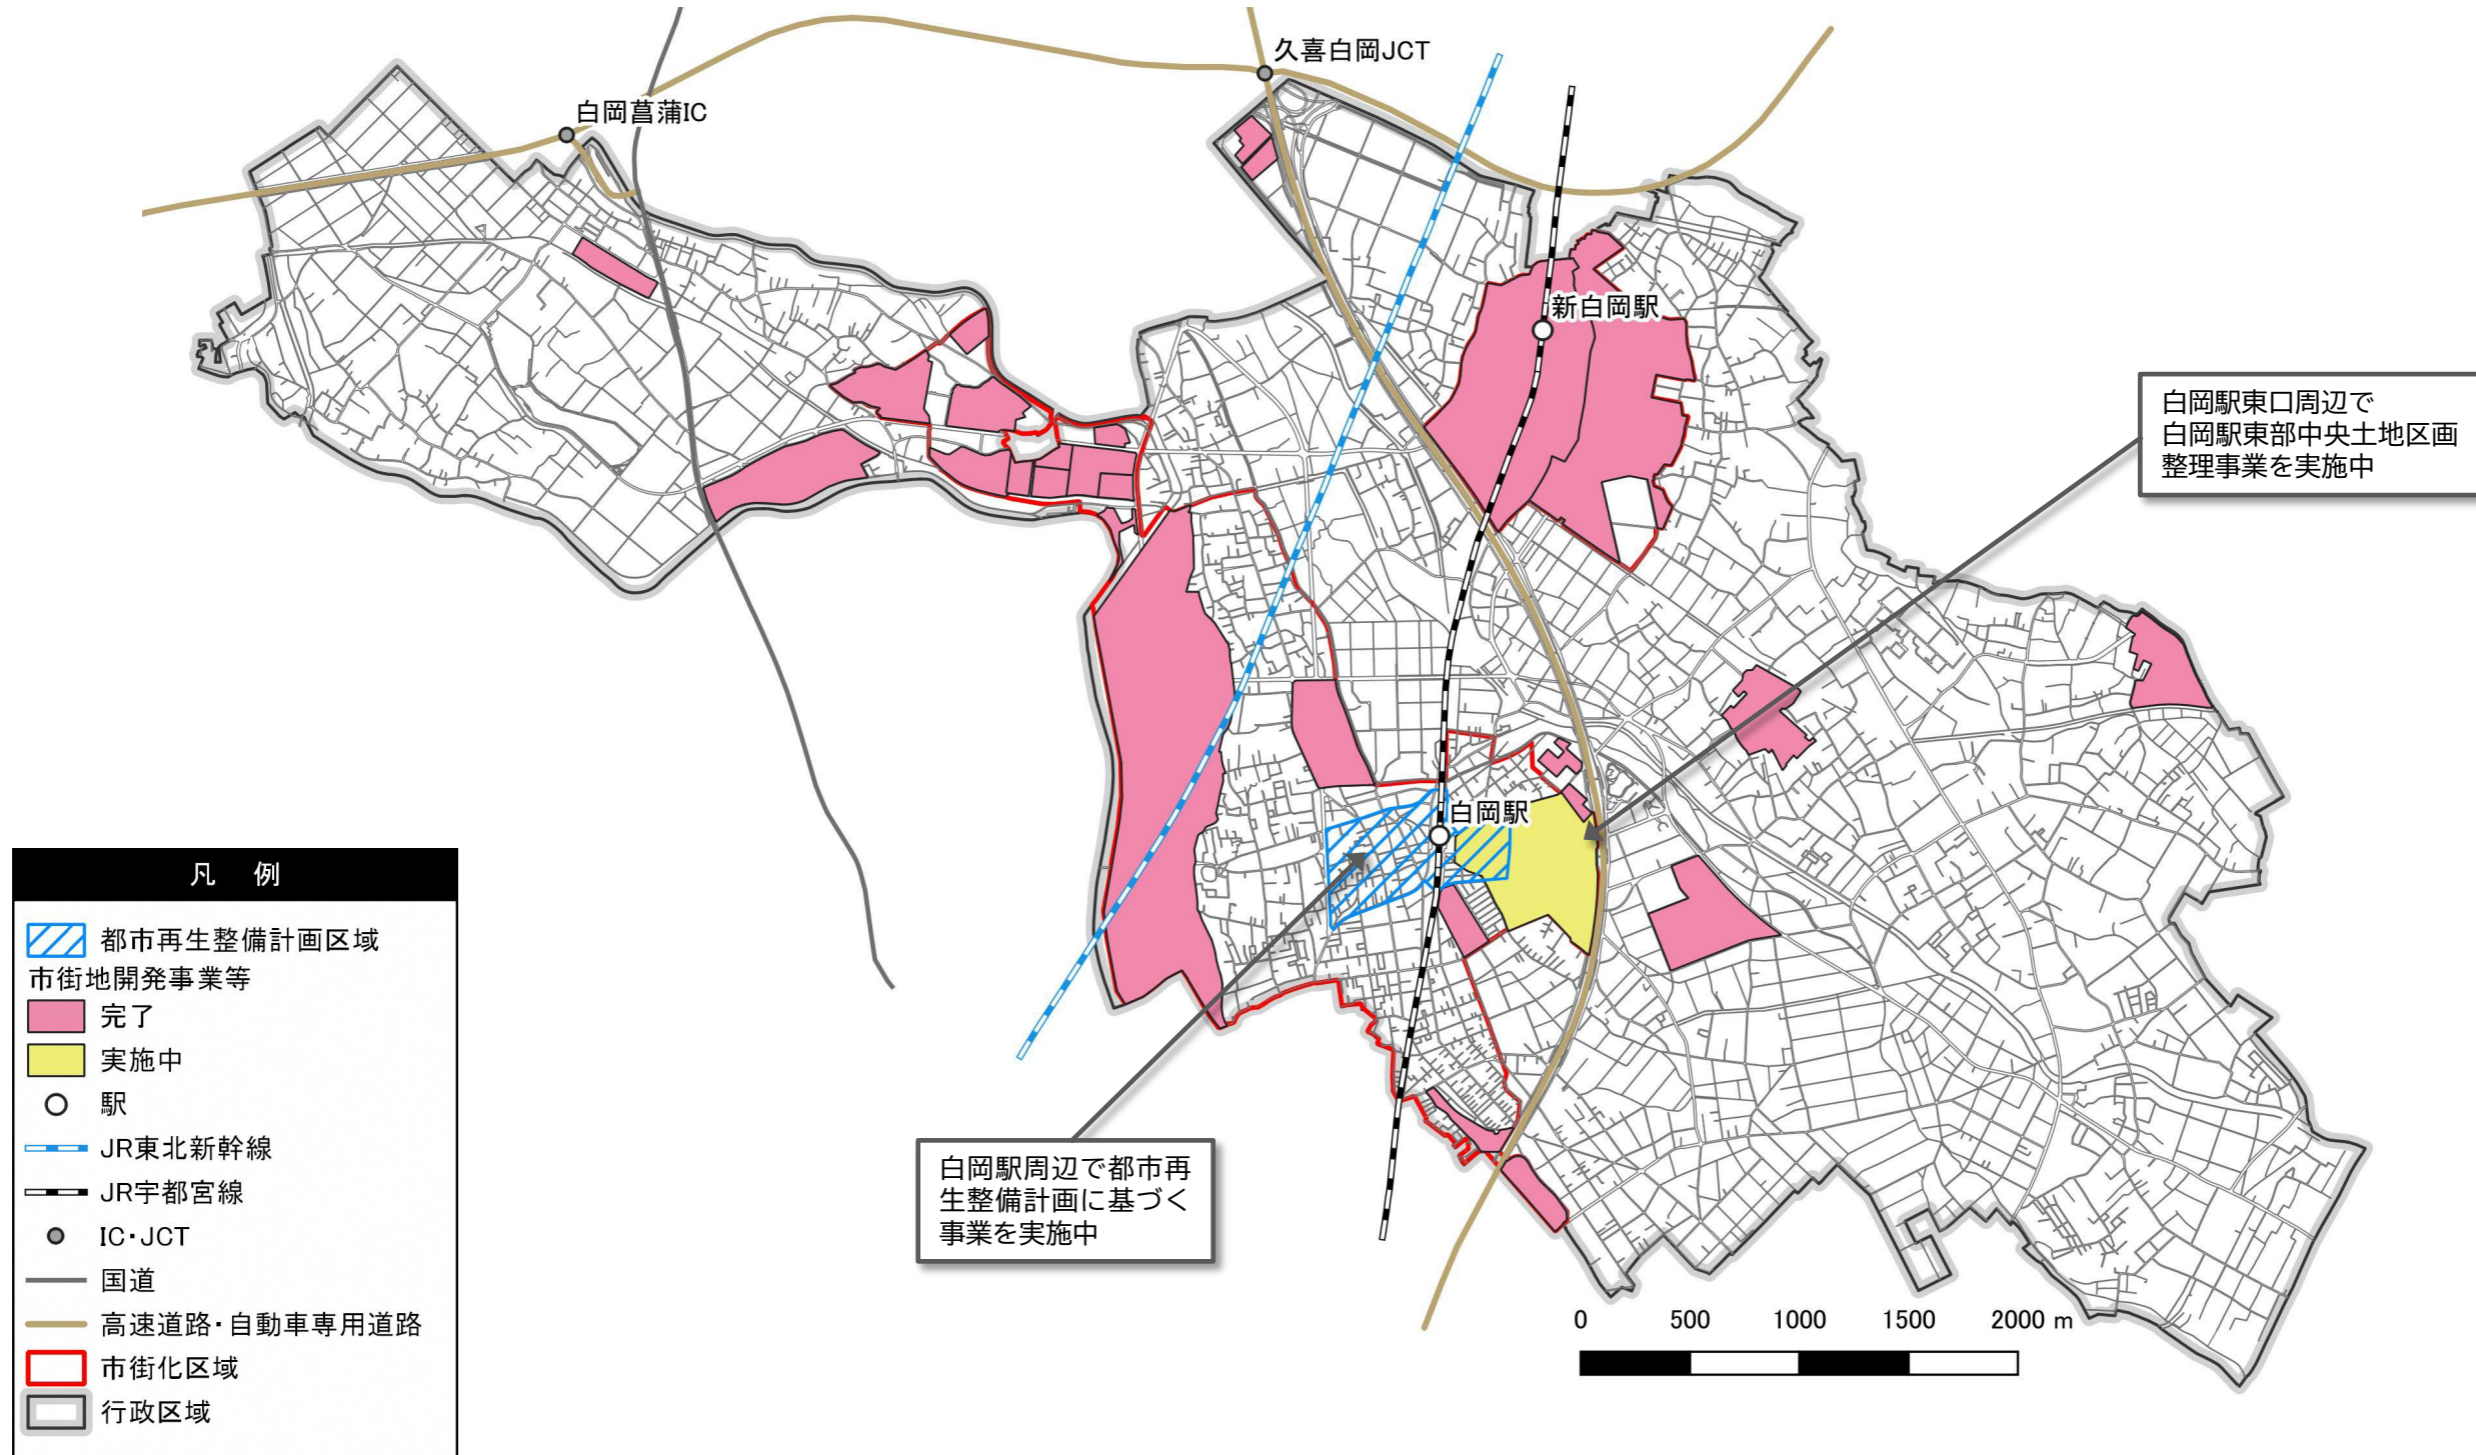 久喜白岡JCT
白岡菖蒲IC
新白岡駅
白岡駅東口周辺で
白岡駅東部中央土地区画
整理事業を実施中
白岡駅
白岡駅周辺で都市再
生整備計画に基づく
事業を実施中
凡 例
都市再生整備計画区域
市街地開発事業等
完了
実施中
駅
JR東北新幹線
JR宇都宮線
IC・JCT
国道
高速道路・自動車専用道路
市街化区域
行政区域
0 500 1000 1500 2000 m